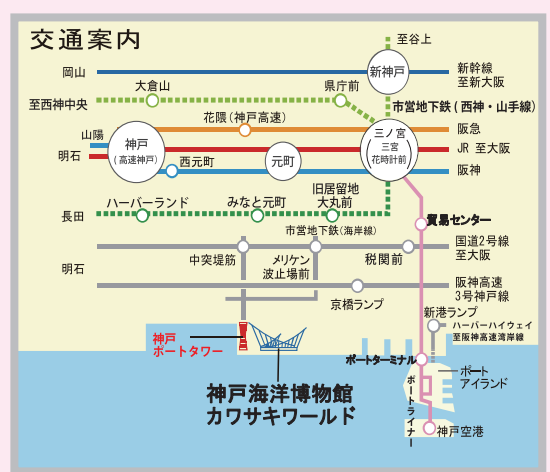 交通案内
至谷上
岡山
新神戸
新幹線
至新大阪
大倉山
県庁前
至西神中央
市営地下鉄(西神・山手線)
花隈(神戸高速)
阪急
山陽
神戸
(高速神戸)
三ノ宮
三宮
花時計前
JR 至大阪
明石
西元町
元町
阪神
旧居留地
大丸前
ハーバーランド
みなと元町
長田
貿易センター
市営地下鉄(海岸線)
国道2号線
至大阪
中突堤筋
メリケン
波止場前
税関前
明石
阪神高速
3号神戸線
京橋ランプ
新港ランプ
ハーバーハイウェイ
至阪神高速湾岸線
神戸
ポートタワー
ポートターミナル
ポート
アイランド
神戸海洋博物館
カワサキワールド
ポートライナー
神戸空港